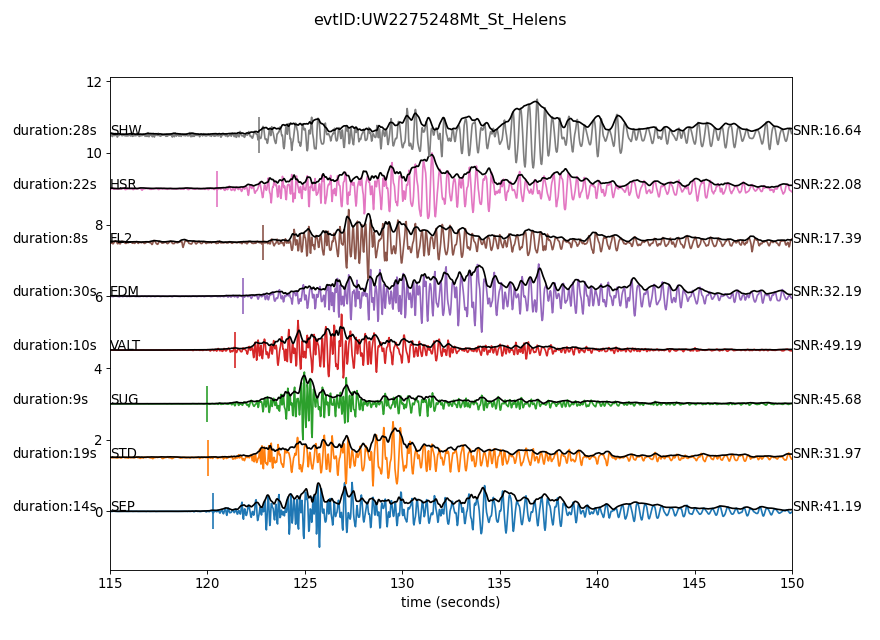 evtID:UW2275248Mt_St_Helens
12
duration:28s SHW SNR:16.64
10
duration:22s HSR SNR:22.08
8
duration:8s FL2 SNR:17.39
duration:30s EDM SNR:32.19
6
duration:10s VALT SNR:49.19
4
duration:9s SUG SNR:45.68
2
duration:19s STD SNR:31.97
duration:14s SEP SNR:41.19
0
115 120 125 130 135 140 145 150
time (seconds)